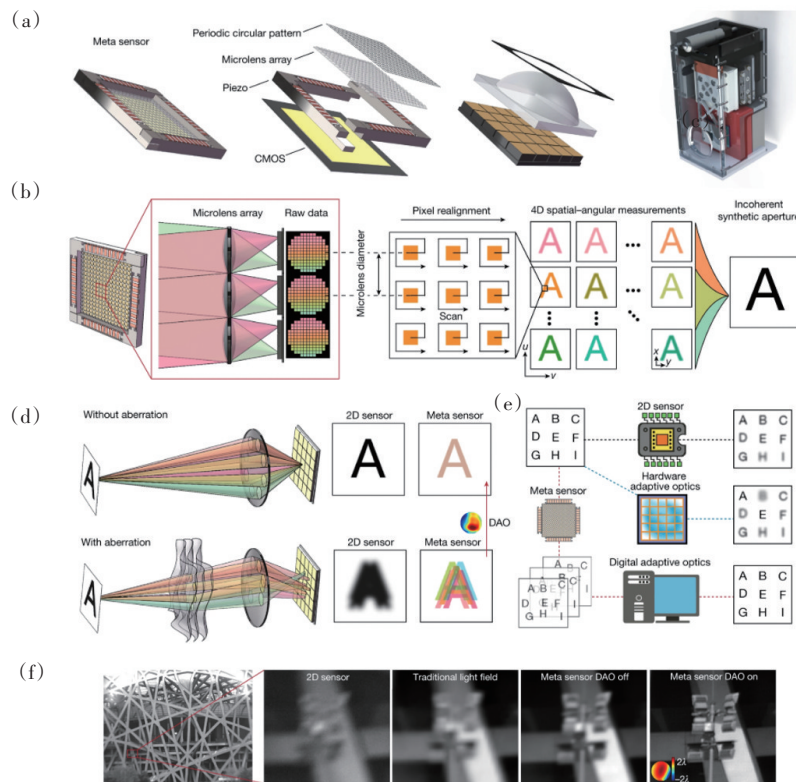 (a)
Meta sensor
Periodic circular pattern
Microlens array
Piezo
CMOS
(b)
Microlens array
Raw data
Microlens diameter
Pixel realignment
Scan
4D spatial–angular measurements
A A ••• A
A A ••• A
A A A
u
v
x
y
Incoherent
synthetic aperture
A
(d)
Without aberration
A
2D sensor
A
Meta sensor
A
DAO
With aberration
A
2D sensor
A
Meta sensor
A
(e)
A B C
D E F
G H I
2D sensor
A B C
D E F
G H I
Hardware
adaptive optics
A B C
D E F
G H I
Meta sensor
A B C
D E F
G H I
Digital adaptive optics
A B C
D E F
G H I
(f)
2D sensor
Traditional light field
Meta sensor DAO off
Meta sensor DAO on
2λ
−2λ